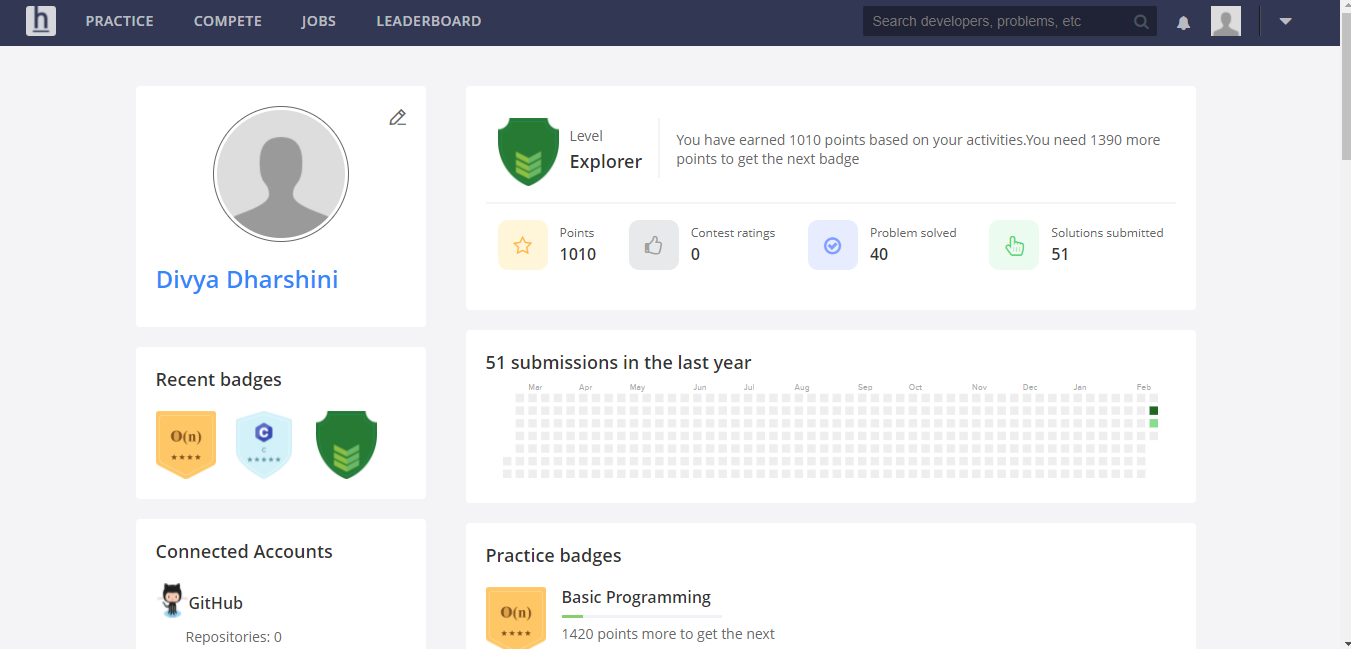 h PRACTICE COMPETE JOBS LEADERBOARD Search developers, problems, etc
Divya Dharshini
Level
Explorer
You have earned 1010 points based on your activities.You need 1390 more
points to get the next badge
Points
1010
Contest ratings
0
Problem solved
40
Solutions submitted
51
Recent badges
O(n)
C
C
51 submissions in the last year
Mar Apr May Jun Jul Aug Sep Oct Nov Dec Jan Feb
Connected Accounts
GitHub
Repositories: 0
Practice badges
O(n)
Basic Programming
1420 points more to get the next